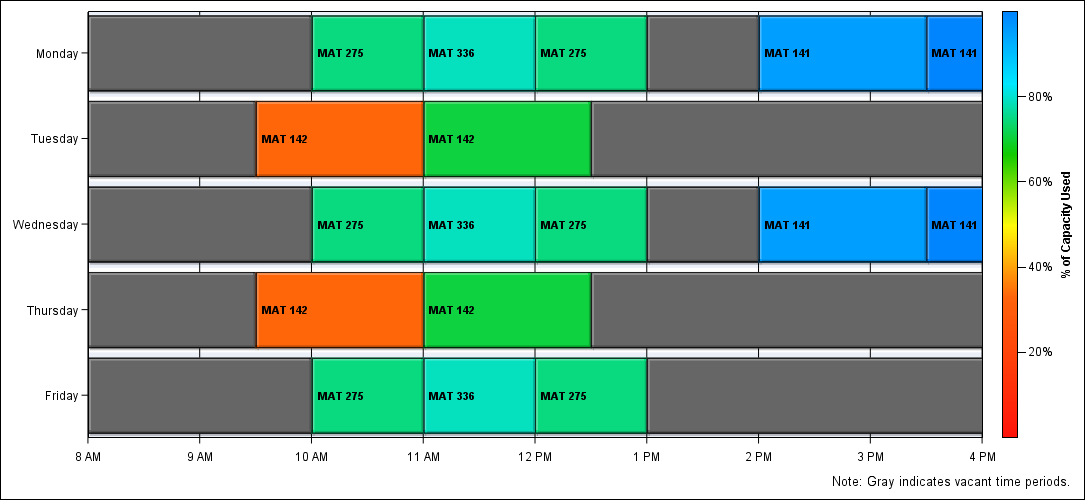 Monday MAT 275 MAT 336 MAT 275 MAT 141 MAT 141
80%
Tuesday MAT 142 MAT 142
60%
Wednesday MAT 275 MAT 336 MAT 275 MAT 141 MAT 141
% of Capacity Used
40%
Thursday MAT 142 MAT 142
20%
Friday MAT 275 MAT 336 MAT 275
8 AM 9 AM 10 AM 11 AM 12 PM 1 PM 2 PM 3 PM 4 PM
Note: Gray indicates vacant time periods.